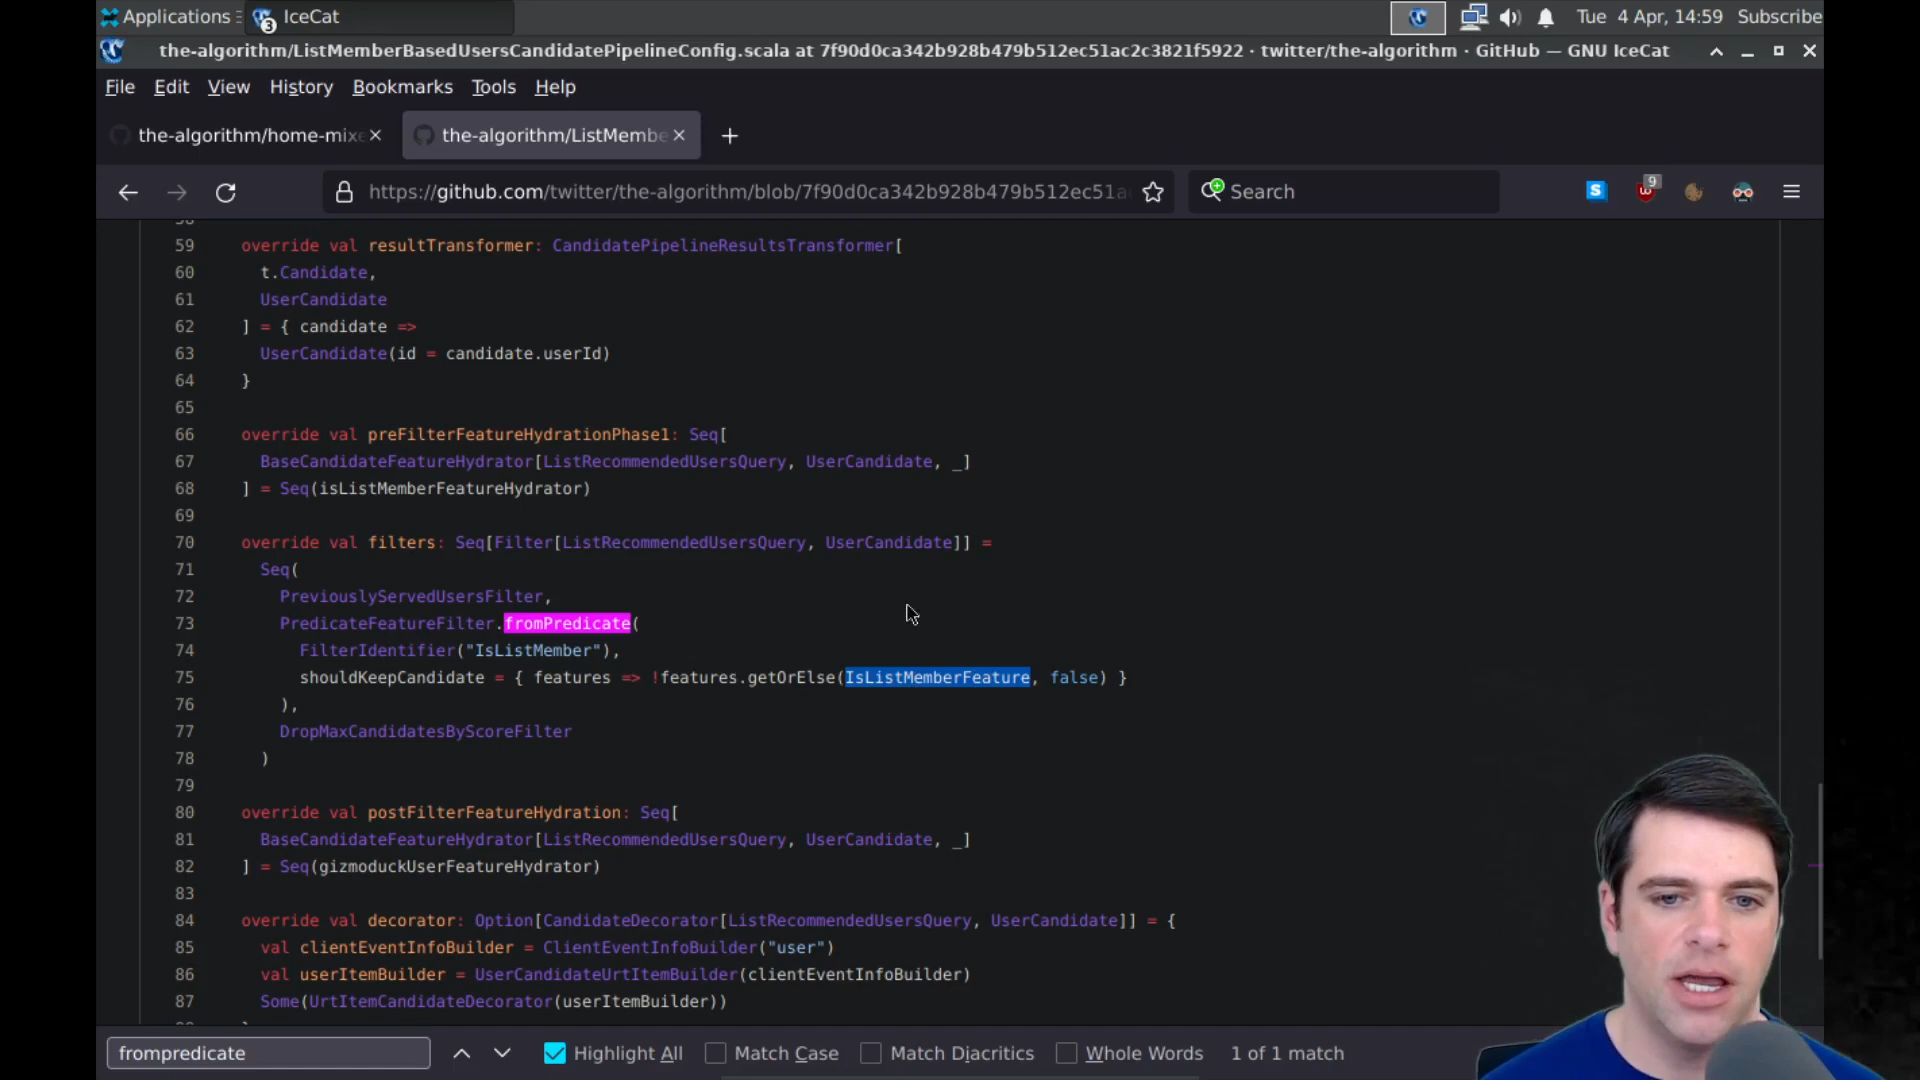 Applications
3 IceCat
Tue 4 Apr, 14:59 Subscribe
the-algorithm/ListMemberBasedUsersCandidatePipelineConfig.scala at 7f90d0ca342b928b479b512ec51ac2c3821f5922 · twitter/the-algorithm · GitHub — GNU IceCat
File Edit View History Bookmarks Tools Help
the-algorithm/home-mixe
the-algorithm/ListMembe
https://github.com/twitter/the-algorithm/blob/7f90d0ca342b928b479b512ec51a
Search
S
9
58
59 override val resultTransformer: CandidatePipelineResultsTransformer[
60 t.Candidate,
61 UserCandidate
62 ] = { candidate =>
63 UserCandidate(id = candidate.userId)
64 }
65
66 override val preFilterFeatureHydrationPhase1: Seq[
67 BaseCandidateFeatureHydrator[ListRecommendedUsersQuery, UserCandidate, _]
68 ] = Seq(isListMemberFeatureHydrator)
69
70 override val filters: Seq[Filter[ListRecommendedUsersQuery, UserCandidate]] =
71 Seq(
72 PreviouslyServedUsersFilter,
73 PredicateFeatureFilter.fromPredicate(
74 FilterIdentifier("IsListMember"),
75 shouldKeepCandidate = { features => !features.getOrElse(IsListMemberFeature, false) }
76 ),
77 DropMaxCandidatesByScoreFilter
78 )
79
80 override val postFilterFeatureHydration: Seq[
81 BaseCandidateFeatureHydrator[ListRecommendedUsersQuery, UserCandidate, _]
82 ] = Seq(gizmoduckUserFeatureHydrator)
83
84 override val decorator: Option[CandidateDecorator[ListRecommendedUsersQuery, UserCandidate]] = {
85 val clientEventInfoBuilder = ClientEventInfoBuilder("user")
86 val userItemBuilder = UserCandidateUrtItemBuilder(clientEventInfoBuilder)
87 Some(UrtItemCandidateDecorator(userItemBuilder))
frompredicate
Highlight All Match Case Match Diacritics Whole Words 1 of 1 match